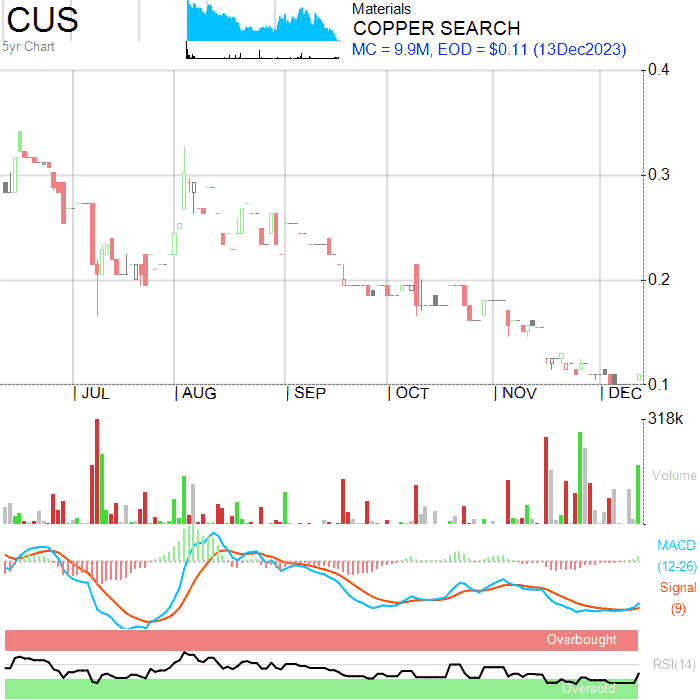 CUS
5yr Chart
Materials
COPPER SEARCH
MC = 9.9M, EOD = $0.11 (13Dec2023)
0.4
0.3
0.2
0.1
JUL AUG SEP OCT NOV DEC
318k
Volume
MACD
(12-26)
Signal
(9)
Overbought
RSI(14)
Oversold